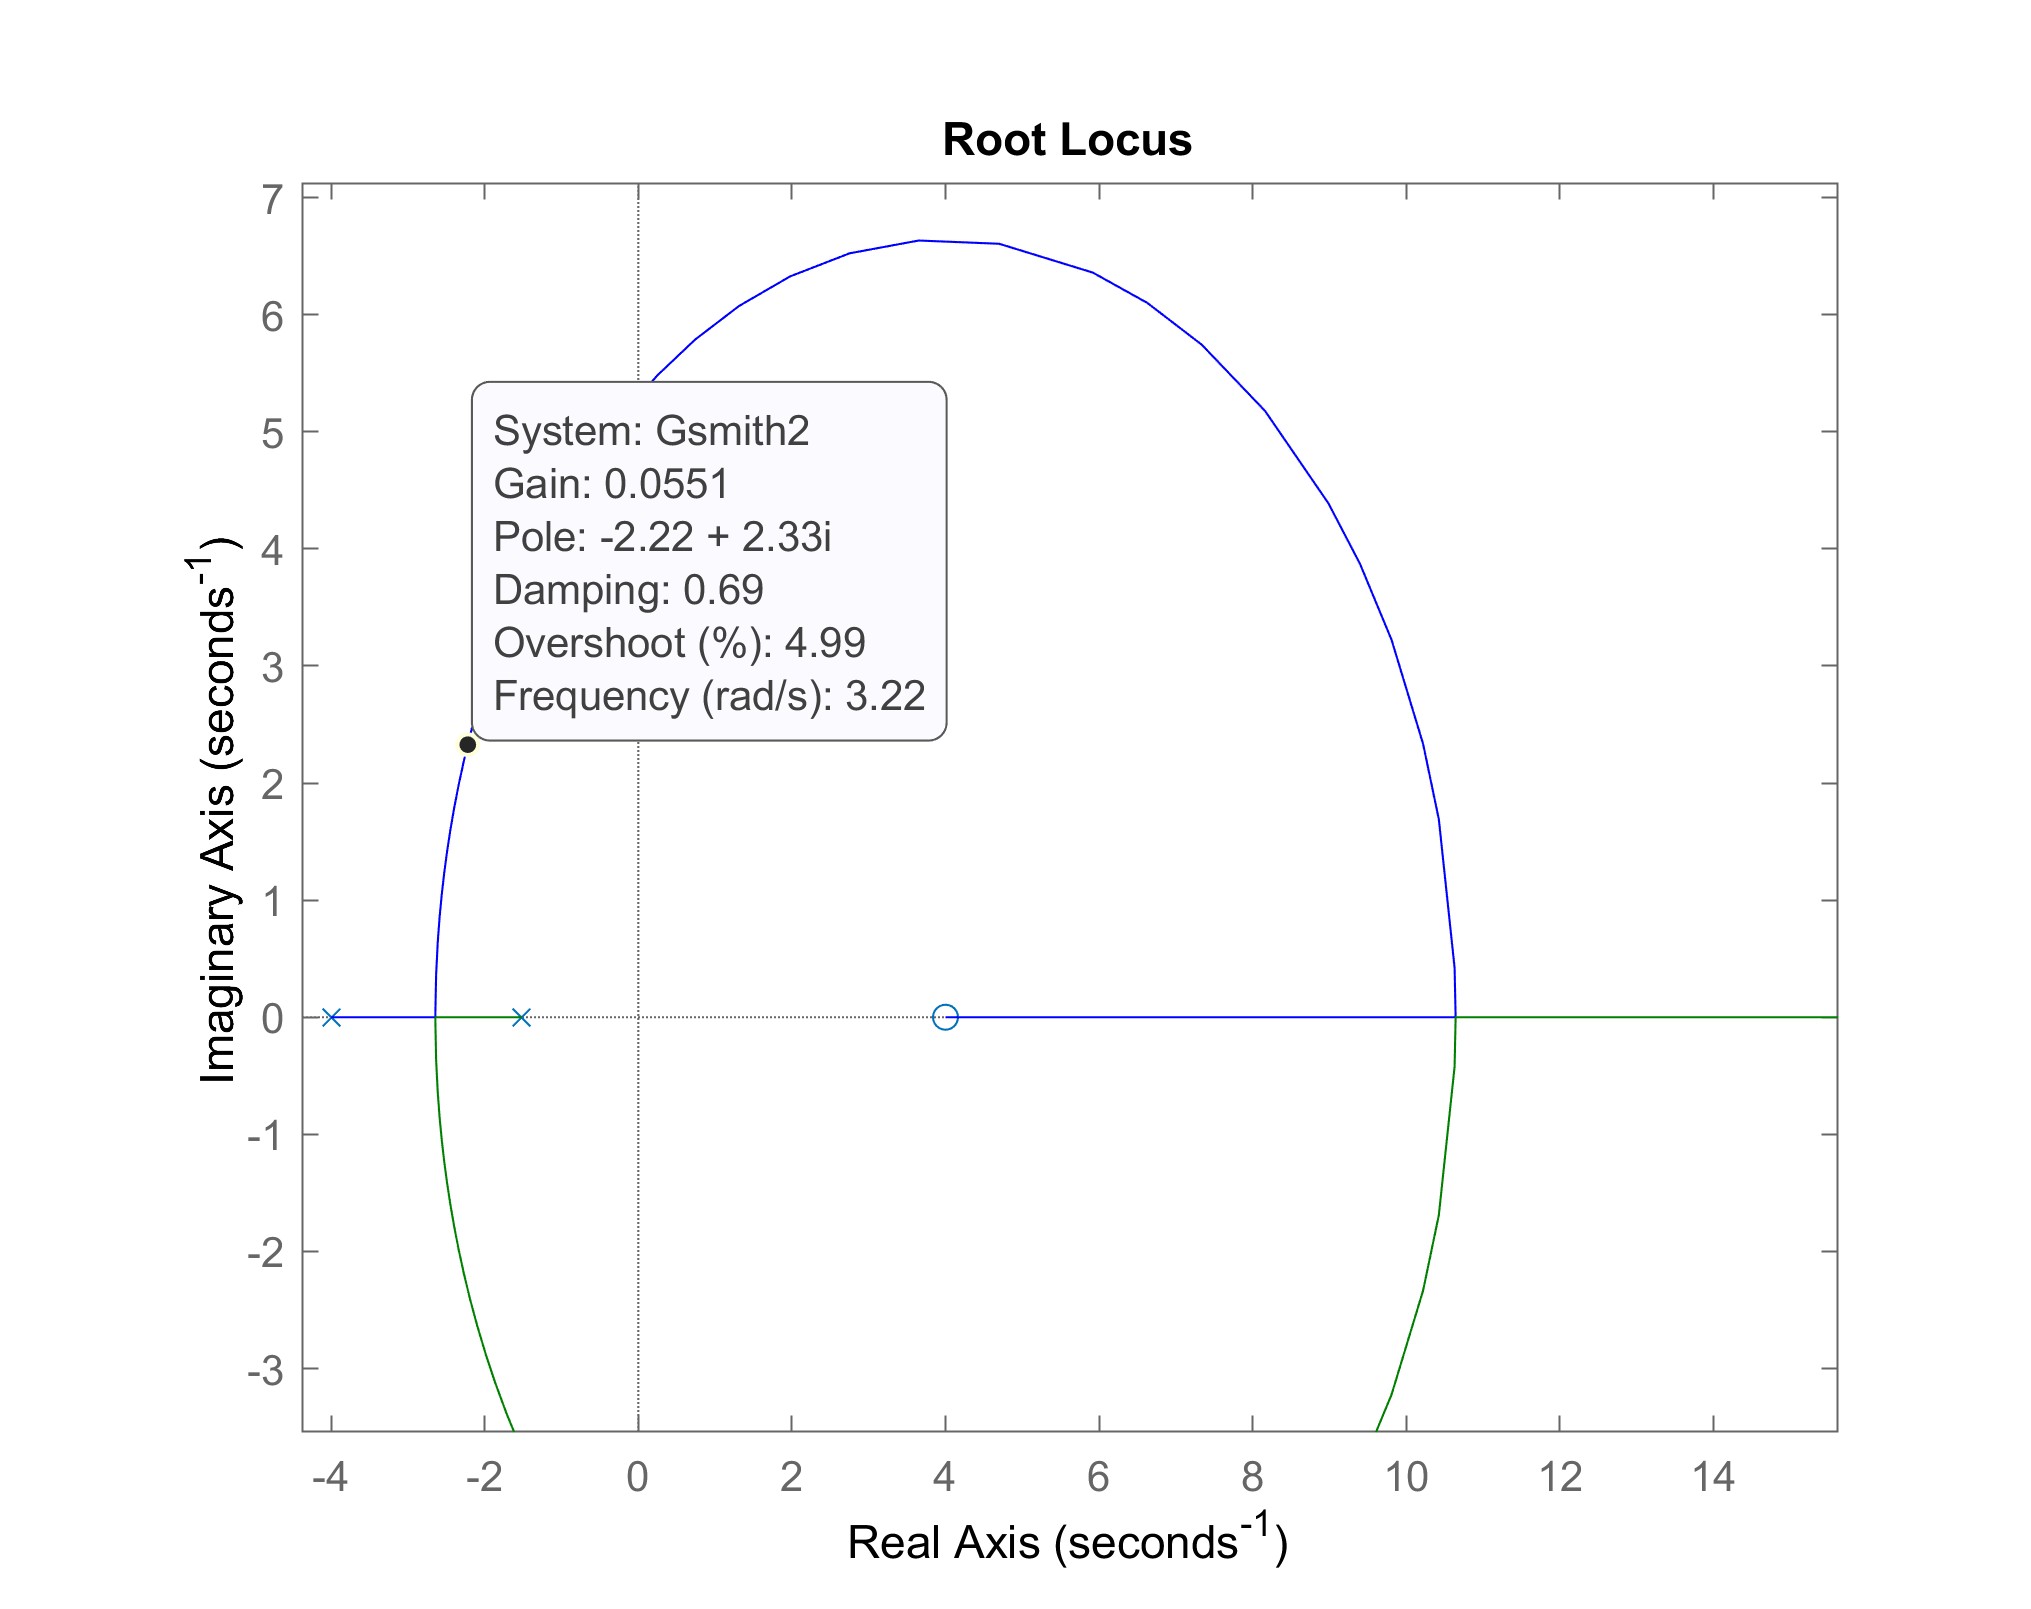 Root Locus
7
6
5
4
3
2
1
0
-1
-2
-3
Imaginary Axis (seconds⁻¹)
System: Gsmith2
Gain: 0.0551
Pole: -2.22 + 2.33i
Damping: 0.69
Overshoot (%): 4.99
Frequency (rad/s): 3.22
-4 -2 0 2 4 6 8 10 12 14
Real Axis (seconds⁻¹)